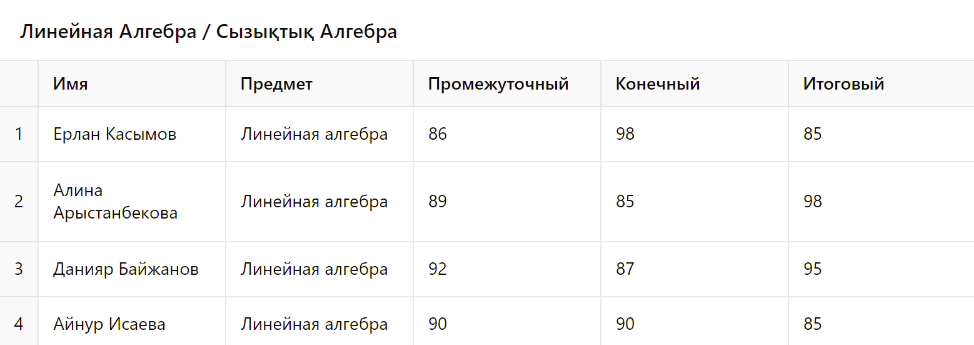 Линейная Алгебра / Сызықтық Алгебра
Имя Предмет Промежуточный Конечный Итоговый
1 Ерлан Касымов Линейная алгебра 86 98 85
2 Алина Арыстанбекова Линейная алгебра 89 85 98
3 Данияр Байжанов Линейная алгебра 92 87 95
4 Айнур Исаева Линейная алгебра 90 90 85